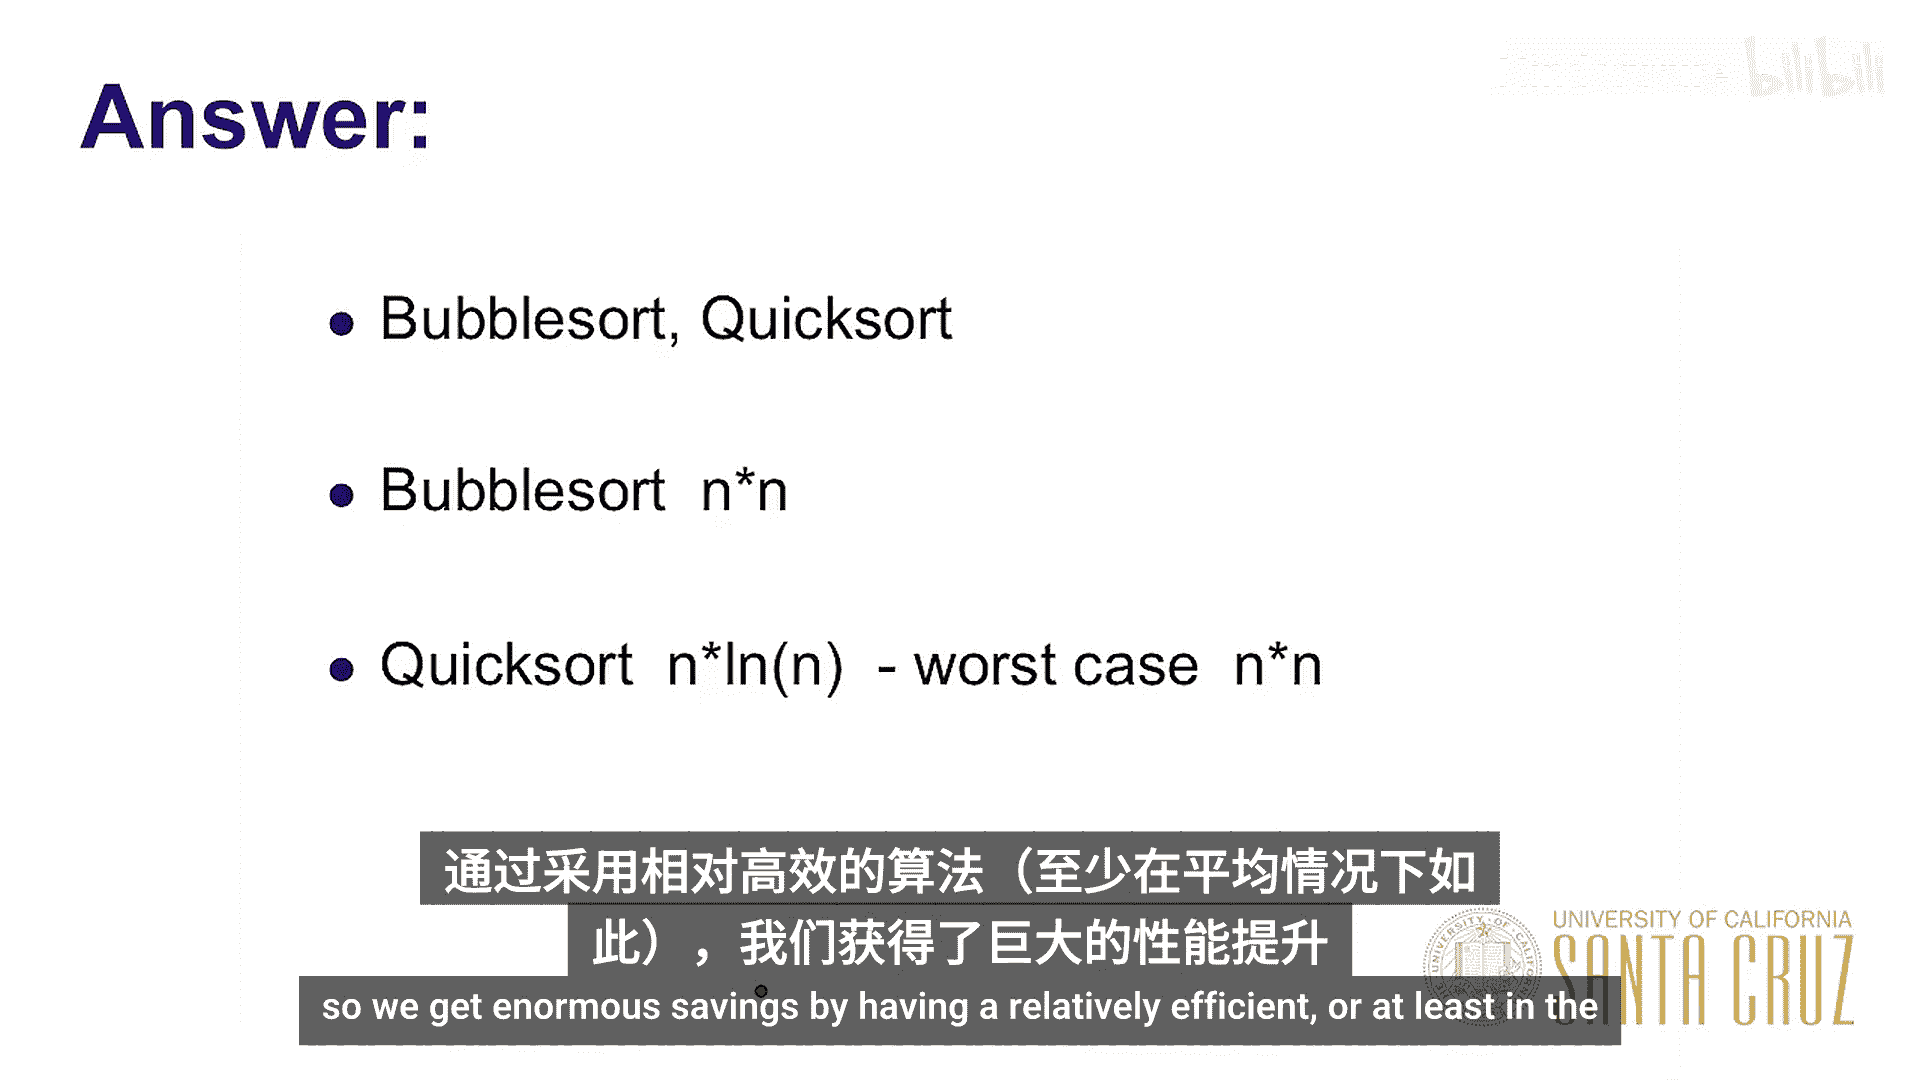 bilibili
Answer:
Bubblesort, Quicksort
Bubblesort n*n
Quicksort n*ln(n) - worst case n*n
通过采用相对高效的算法（至少在平均情况下如
此），我们获得了巨大的性能提升
so we get enormous savings by having a relatively efficient, or at least in the
UNIVERSITY OF CALIFORNIA
SANTA CRUZ